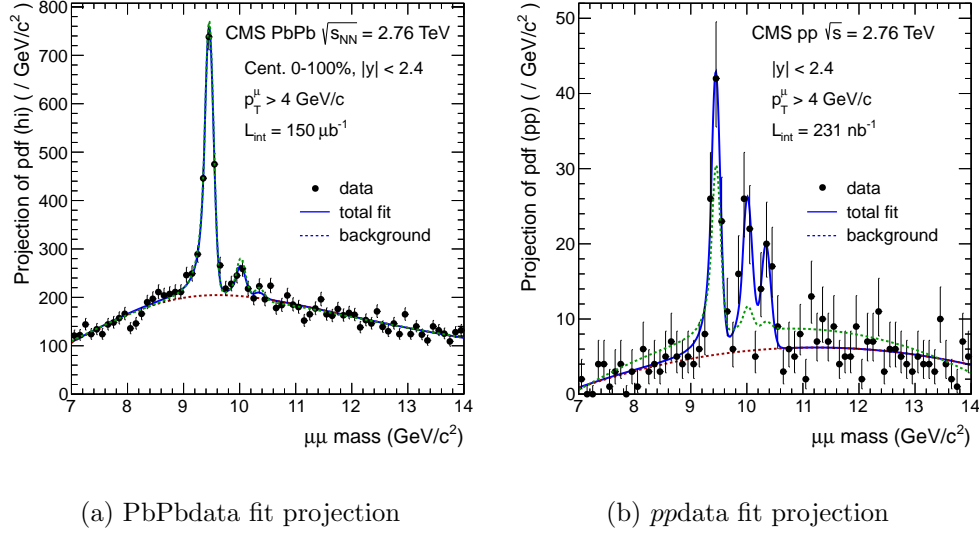 CMS PbPb √s_NN = 2.76 TeV
Cent. 0-100%, |y| < 2.4
p_T^μ > 4 GeV/c
L_int = 150 μb⁻¹
data
total fit
background
Projection of pdf (hi) ( / GeV/c²)
800
700
600
500
400
300
200
100
0
7 8 9 10 11 12 13 14
μμ mass (GeV/c²)
(a) PbPbdata fit projection
CMS pp √s = 2.76 TeV
|y| < 2.4
p_T^μ > 4 GeV/c
L_int = 231 nb⁻¹
data
total fit
background
Projection of pdf (pp) ( / GeV/c²)
50
40
30
20
10
0
7 8 9 10 11 12 13 14
μμ mass (GeV/c²)
(b) ppdata fit projection